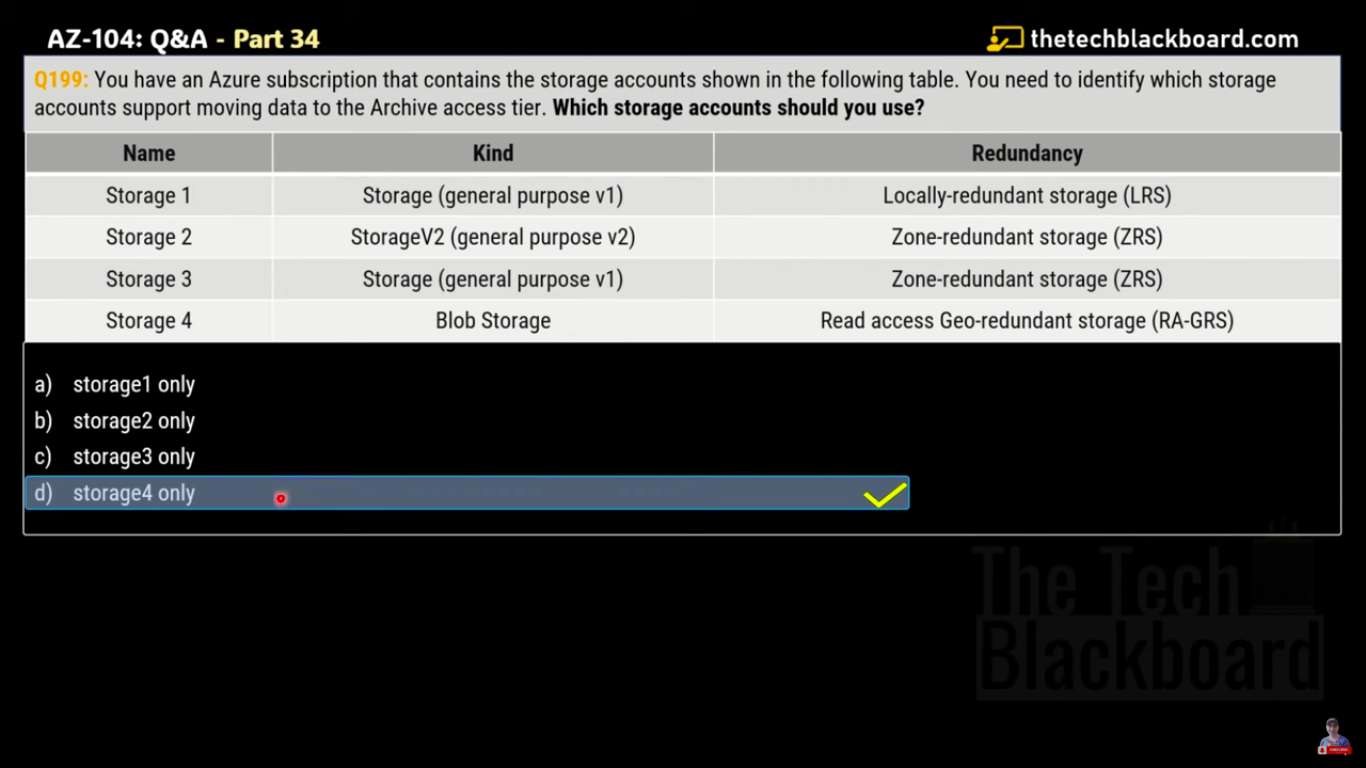 AZ-104: Q&A - Part 34
thetechblackboard.com
Q199: You have an Azure subscription that contains the storage accounts shown in the following table. You need to identify which storage
accounts support moving data to the Archive access tier. Which storage accounts should you use?
Name Kind Redundancy
Storage 1 Storage (general purpose v1) Locally-redundant storage (LRS)
Storage 2 StorageV2 (general purpose v2) Zone-redundant storage (ZRS)
Storage 3 Storage (general purpose v1) Zone-redundant storage (ZRS)
Storage 4 Blob Storage Read access Geo-redundant storage (RA-GRS)
a) storage1 only
b) storage2 only
c) storage3 only
d) storage4 only
The Tech
Blackboard